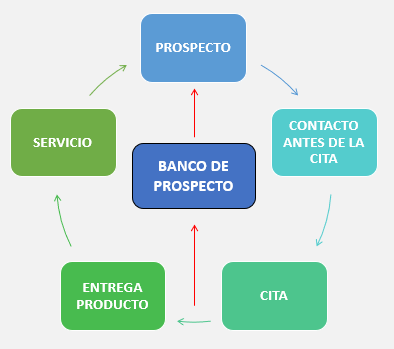 PROSPECTO
CONTACTO
ANTES DE LA
CITA
SERVICIO
BANCO DE
PROSPECTO
ENTREGA
PRODUCTO
CITA